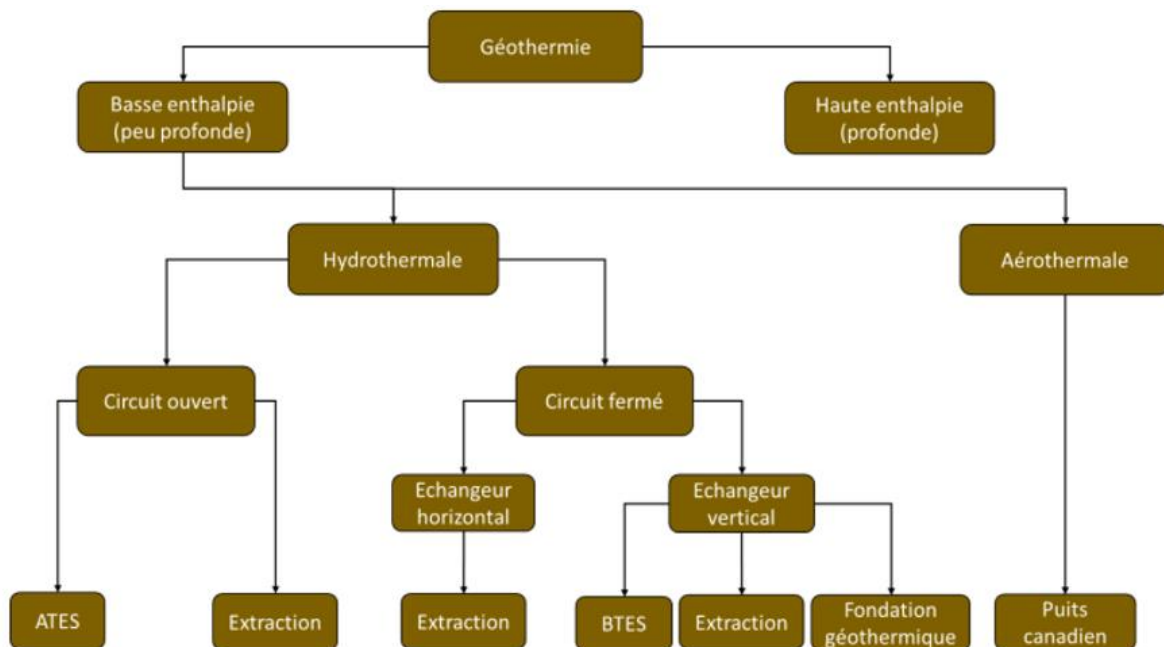 Géothermie
Basse enthalpie
(peu profonde)
Haute enthalpie
(profonde)
Hydrothermale
Aérothermale
Circuit ouvert
Circuit fermé
Echangeur
horizontal
Echangeur
vertical
ATES
Extraction
Extraction
BTES
Extraction
Fondation
géothermique
Puits
canadien